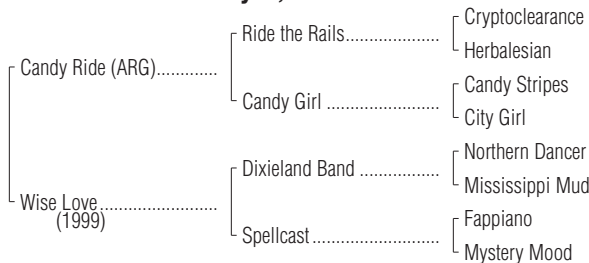 Cryptoclearance
Ride the Rails....................
Herbalesian
Candy Ride (ARG).............
Candy Stripes
Candy Girl ........................
City Girl
Northern Dancer
Dixieland Band .................
Mississippi Mud
Wise Love.........................
(1999)
Fappiano
Spellcast...........................
Mystery Mood